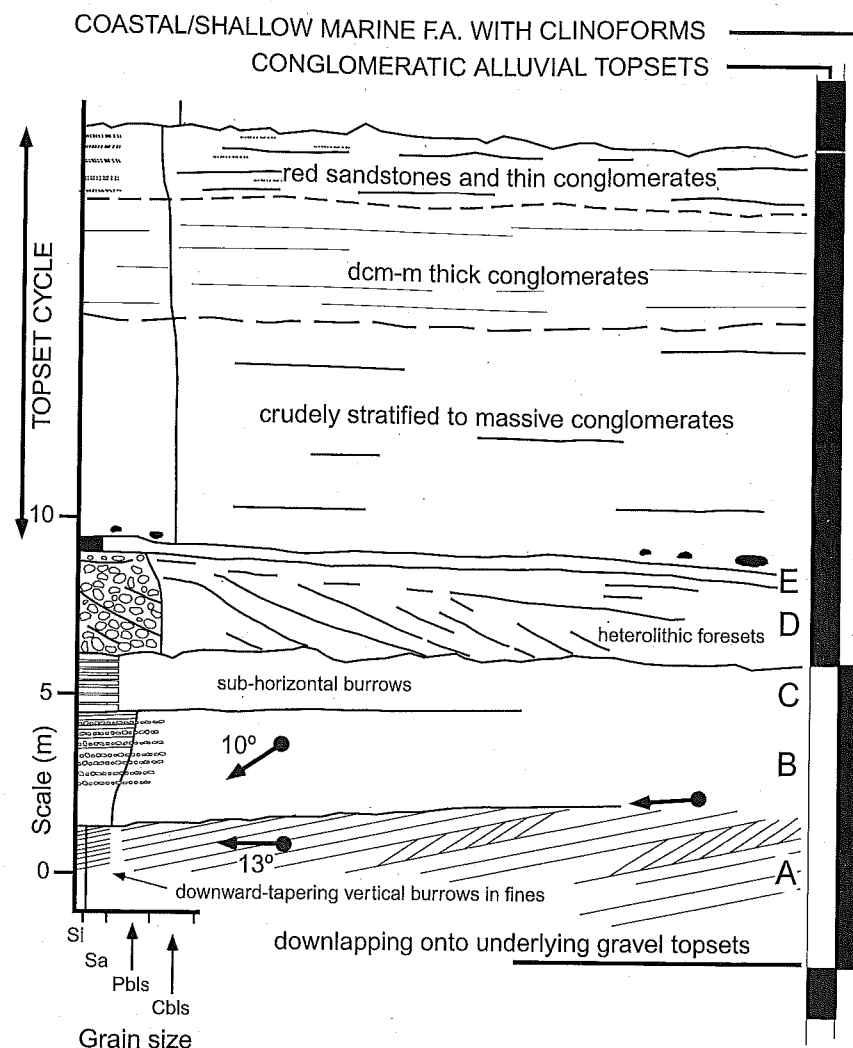 COASTAL/SHALLOW MARINE F.A. WITH CLINOFORMS
CONGLOMERATIC ALLUVIAL TOPSETS
red sandstones and thin conglomerates
dcm-m thick conglomerates
TOPSET CYCLE
crudely stratified to massive conglomerates
10
E
D
heterolithic foresets
sub-horizontal burrows
C
5
10º
B
Scale (m)
13º
A
0
downward-tapering vertical burrows in fines
Si
Sa
Pbls
Cbls
downlapping onto underlying gravel topsets
Grain size